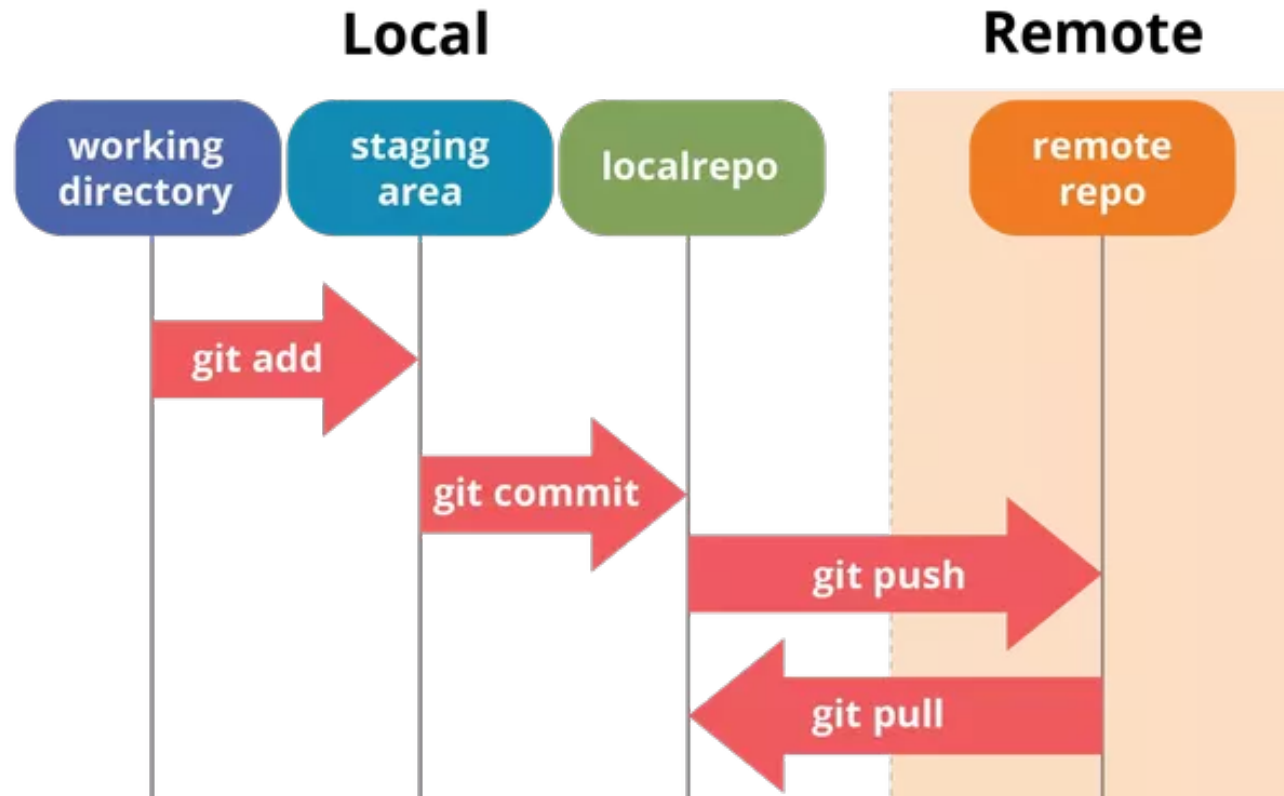 Local
Remote
working
directory
staging
area
localrepo
remote
repo
git add
git commit
git push
git pull